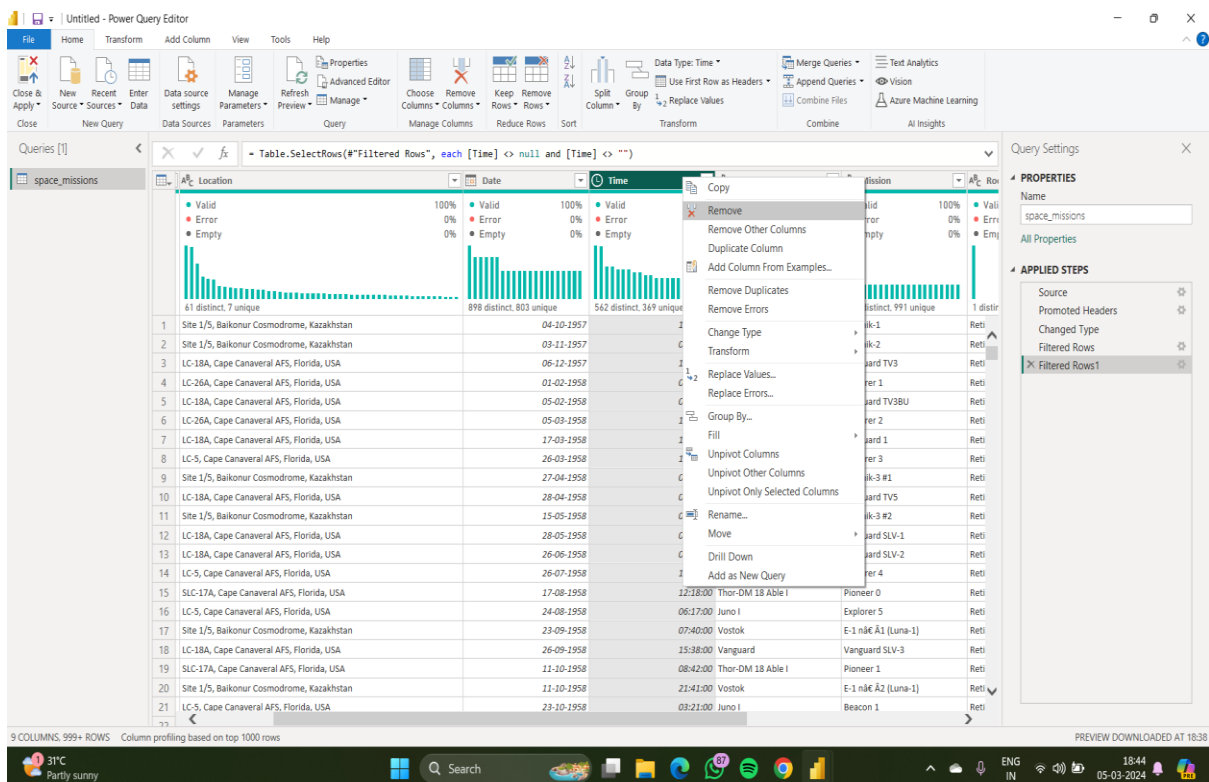 Untitled - Power Query Editor
File Home Transform Add Column View Tools Help
Close & Apply
New Source
Recent Sources
Enter Data
Data source settings
Manage Parameters
Refresh Preview
Properties
Advanced Editor
Manage
Choose Columns
Remove Columns
Keep Rows
Remove Rows
Split Column
Group By
Data Type: Time
Use First Row as Headers
Replace Values
Merge Queries
Append Queries
Combine Files
Text Analytics
Vision
Azure Machine Learning
Close New Query Data Sources Parameters Query Manage Columns Reduce Rows Sort Transform Combine AI Insights
Queries [1]
space_missions
= Table.SelectRows(#"Filtered Rows", each [Time] <> null and [Time] <> "")
Location Date Time
Valid 100% Valid 100% Valid
Error 0% Error 0% Error
Empty 0% Empty 0% Empty
61 distinct, 7 unique 898 distinct, 803 unique 562 distinct, 369 unique 991 unique
1 Site 1/5, Baikonur Cosmodrome, Kazakhstan 04-10-1957
2 Site 1/5, Baikonur Cosmodrome, Kazakhstan 03-11-1957
3 LC-18A, Cape Canaveral AFS, Florida, USA 06-12-1957
4 LC-26A, Cape Canaveral AFS, Florida, USA 01-02-1958
5 LC-18A, Cape Canaveral AFS, Florida, USA 05-02-1958
6 LC-26A, Cape Canaveral AFS, Florida, USA 05-03-1958
7 LC-18A, Cape Canaveral AFS, Florida, USA 17-03-1958
8 LC-5, Cape Canaveral AFS, Florida, USA 26-03-1958
9 Site 1/5, Baikonur Cosmodrome, Kazakhstan 27-04-1958
10 LC-18A, Cape Canaveral AFS, Florida, USA 28-04-1958
11 Site 1/5, Baikonur Cosmodrome, Kazakhstan 15-05-1958
12 LC-18A, Cape Canaveral AFS, Florida, USA 28-05-1958
13 LC-18A, Cape Canaveral AFS, Florida, USA 26-06-1958
14 LC-5, Cape Canaveral AFS, Florida, USA 26-07-1958
15 SLC-17A, Cape Canaveral AFS, Florida, USA 17-08-1958 12:18:00 Thor-DM 18 Able I Pioneer 0 Reti
16 LC-5, Cape Canaveral AFS, Florida, USA 24-08-1958 06:17:00 Juno I Explorer 5 Reti
17 Site 1/5, Baikonur Cosmodrome, Kazakhstan 23-09-1958 07:40:00 Vostok E-1 nâ€ Â1 (Luna-1) Reti
18 LC-18A, Cape Canaveral AFS, Florida, USA 26-09-1958 15:38:00 Vanguard Vanguard SLV-3 Reti
19 SLC-17A, Cape Canaveral AFS, Florida, USA 11-10-1958 08:42:00 Thor-DM 18 Able I Pioneer 1 Reti
20 Site 1/5, Baikonur Cosmodrome, Kazakhstan 11-10-1958 21:41:00 Vostok E-1 nâ€ Â2 (Luna-1) Reti
21 LC-5, Cape Canaveral AFS, Florida, USA 23-10-1958 03:21:00 Juno I Beacon 1 Reti
Copy
Remove
Remove Other Columns
Duplicate Column
Add Column From Examples...
Remove Duplicates
Remove Errors
Change Type
Transform
Replace Values...
Replace Errors...
Group By...
Fill
Unpivot Columns
Unpivot Other Columns
Unpivot Only Selected Columns
Rename...
Move
Drill Down
Add as New Query
Query Settings
PROPERTIES
Name
space_missions
All Properties
APPLIED STEPS
Source
Promoted Headers
Changed Type
Filtered Rows
Filtered Rows1
9 COLUMNS, 999+ ROWS Column profiling based on top 1000 rows PREVIEW DOWNLOADED AT 18:38
31°C
Partly sunny
Search
87
ENG
IN
18:44
05-03-2024